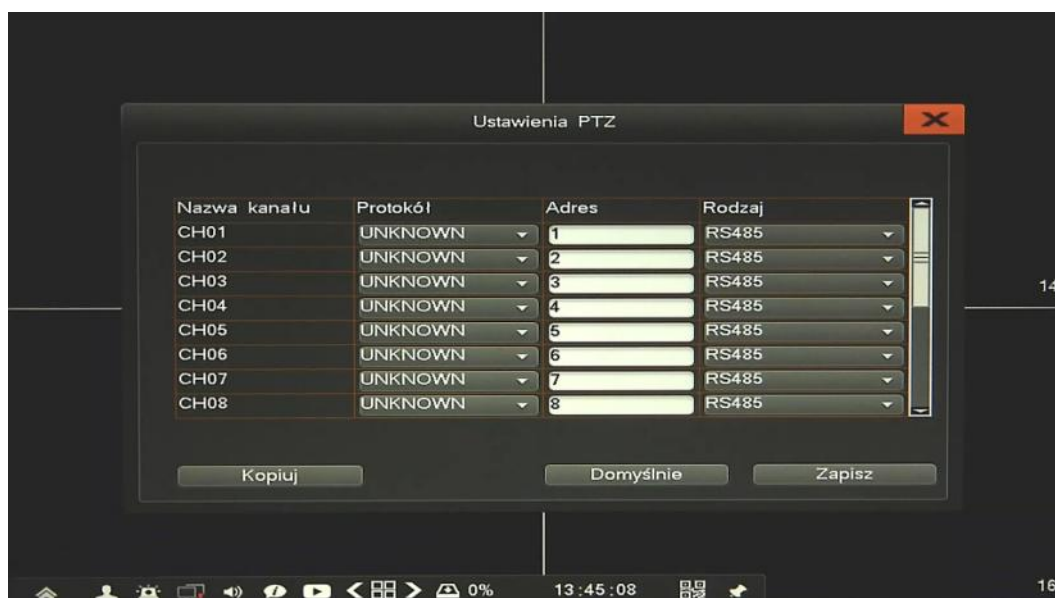 Ustawienia PTZ
Nazwa kanału Protokół Adres Rodzaj
CH01 UNKNOWN 1 RS485
CH02 UNKNOWN 2 RS485
CH03 UNKNOWN 3 RS485
14
CH04 UNKNOWN 4 RS485
CH05 UNKNOWN 5 RS485
CH06 UNKNOWN 6 RS485
CH07 UNKNOWN 7 RS485
CH08 UNKNOWN 8 RS485
Kopiuj Domyślnie Zapisz
0% 13:45:08
16